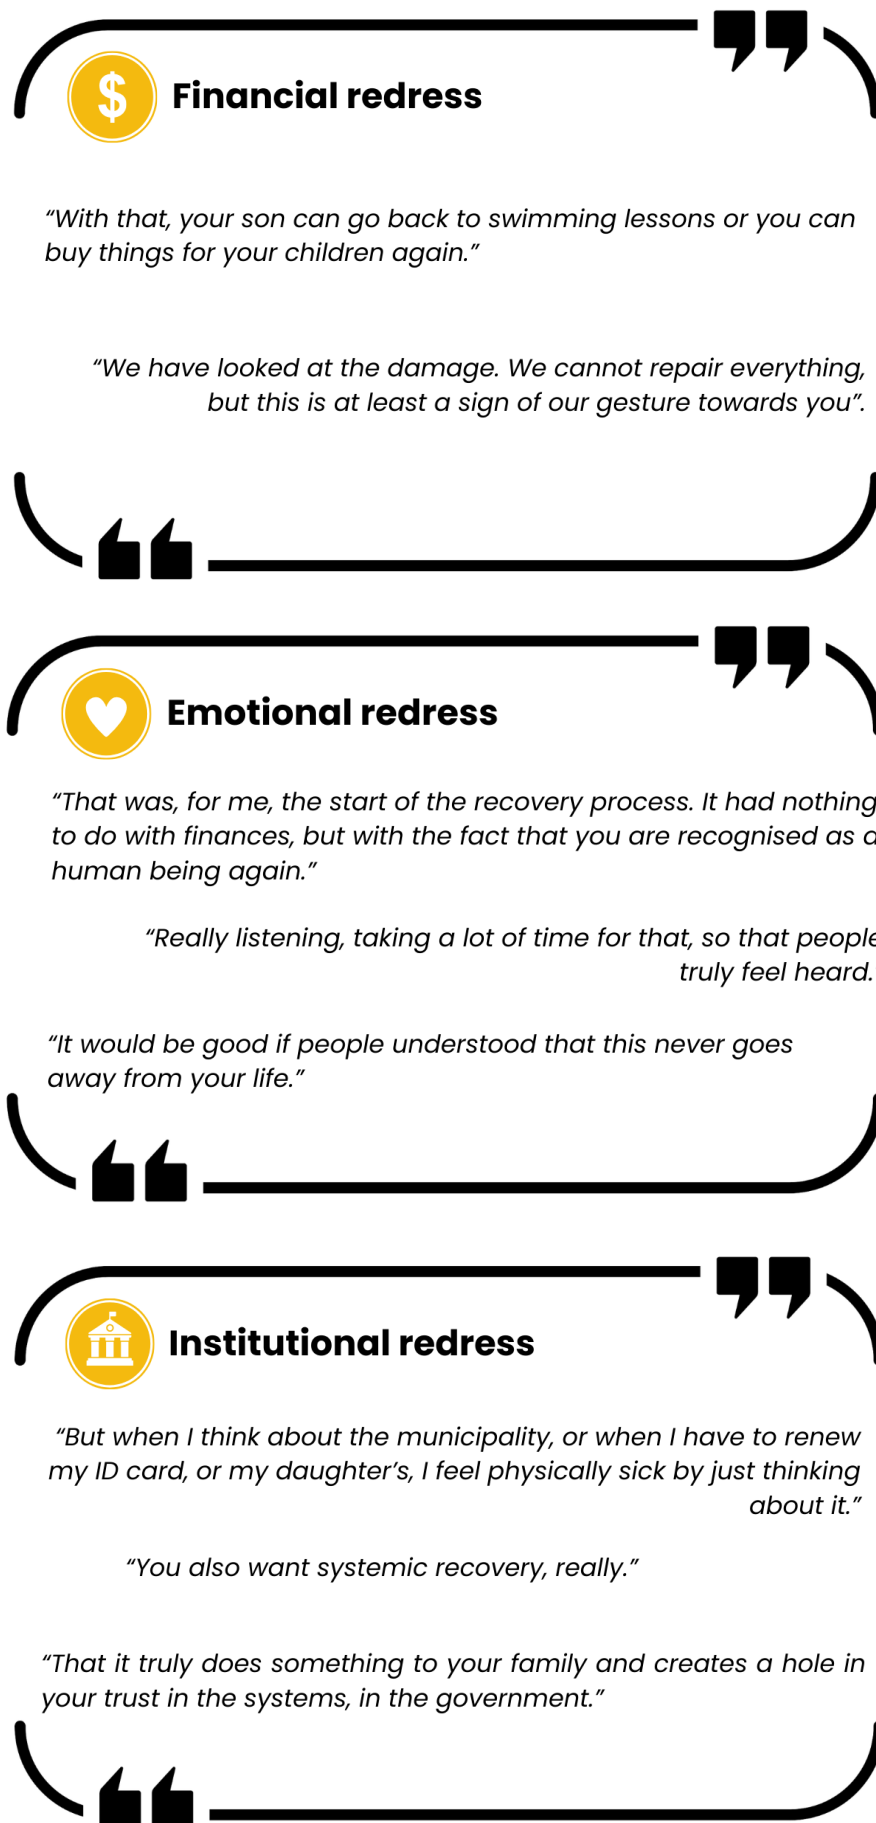 Financial redress
“With that, your son can go back to swimming lessons or you can
buy things for your children again.”
“We have looked at the damage. We cannot repair everything,
but this is at least a sign of our gesture towards you”.
Emotional redress
“That was, for me, the start of the recovery process. It had nothing
to do with finances, but with the fact that you are recognised as a
human being again.”
“Really listening, taking a lot of time for that, so that people
truly feel heard.
“It would be good if people understood that this never goes
away from your life.”
Institutional redress
“But when I think about the municipality, or when I have to renew
my ID card, or my daughter’s, I feel physically sick by just thinking
about it.”
“You also want systemic recovery, really.”
“That it truly does something to your family and creates a hole in
your trust in the systems, in the government.”